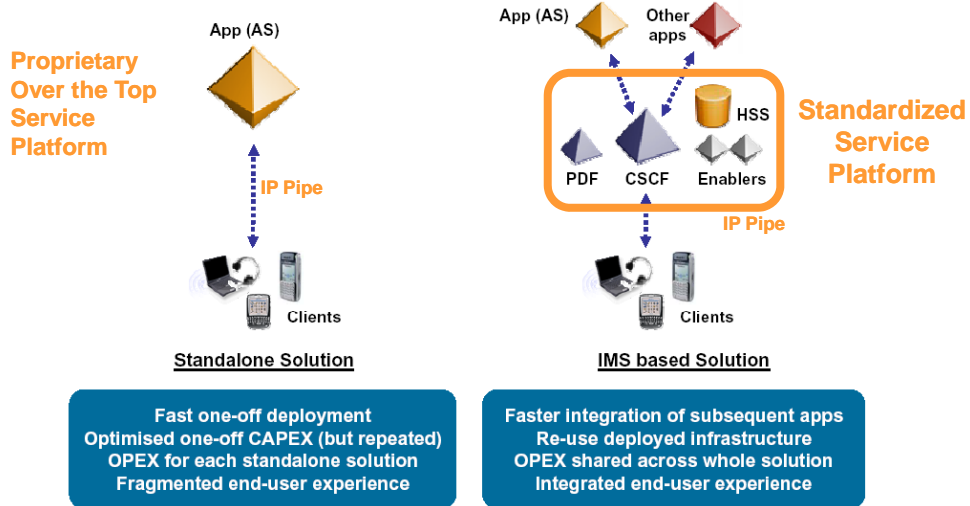 App (AS)
Proprietary
Over the Top
Service
Platform
IP Pipe
Clients
Standalone Solution
Fast one-off deployment
Optimised one-off CAPEX (but repeated)
OPEX for each standalone solution
Fragmented end-user experience
App (AS)
Other
apps
HSS
PDF
CSCF
Enablers
Standardized
Service
Platform
IP Pipe
Clients
IMS based Solution
Faster integration of subsequent apps
Re-use deployed infrastructure
OPEX shared across whole solution
Integrated end-user experience